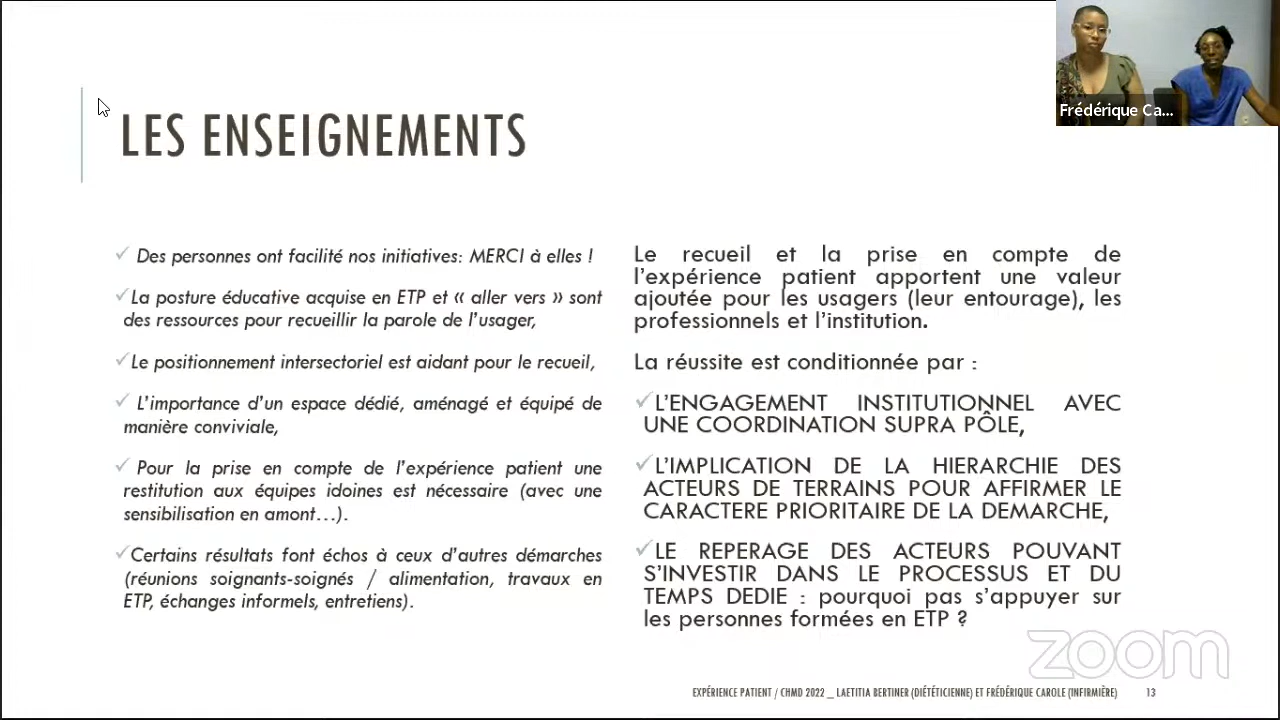 LES ENSEIGNEMENTS
✓ Des personnes ont facilité nos initiatives: MERCI à elles !
✓La posture éducative acquise en ETP et « aller vers » sont
des ressources pour recueillir la parole de l’usager,
✓Le positionnement intersectoriel est aidant pour le recueil,
✓ L’importance d’un espace dédié, aménagé et équipé de
manière conviviale,
✓ Pour la prise en compte de l’expérience patient une
restitution aux équipes idoines est nécessaire (avec une
sensibilisation en amont…).
✓Certains résultats font échos à ceux d’autres démarches
(réunions soignants-soignés / alimentation, travaux en
ETP, échanges informels, entretiens).
Le recueil et la prise en compte de
l’expérience patient apportent une valeur
ajoutée pour les usagers (leur entourage), les
professionnels et l’institution.
La réussite est conditionnée par :
✓L’ENGAGEMENT INSTITUTIONNEL AVEC
UNE COORDINATION SUPRA PÔLE,
✓L’IMPLICATION DE LA HIERARCHIE DES
ACTEURS DE TERRAINS POUR AFFIRMER LE
CARACTERE PRIORITAIRE DE LA DEMARCHE,
✓LE REPERAGE DES ACTEURS POUVANT
S’INVESTIR DANS LE PROCESSUS ET DU
TEMPS DEDIE : pourquoi pas s’appuyer sur
les personnes formées en ETP ?
EXPÉRIENCE PATIENT / CHMD 2022 _ LAETITIA BERTINER (DIÉTÉTICIENNE) ET FRÉDÉRIQUE CAROLE (INFIRMIÈRE)
13
Frédérique Ca...
zoom